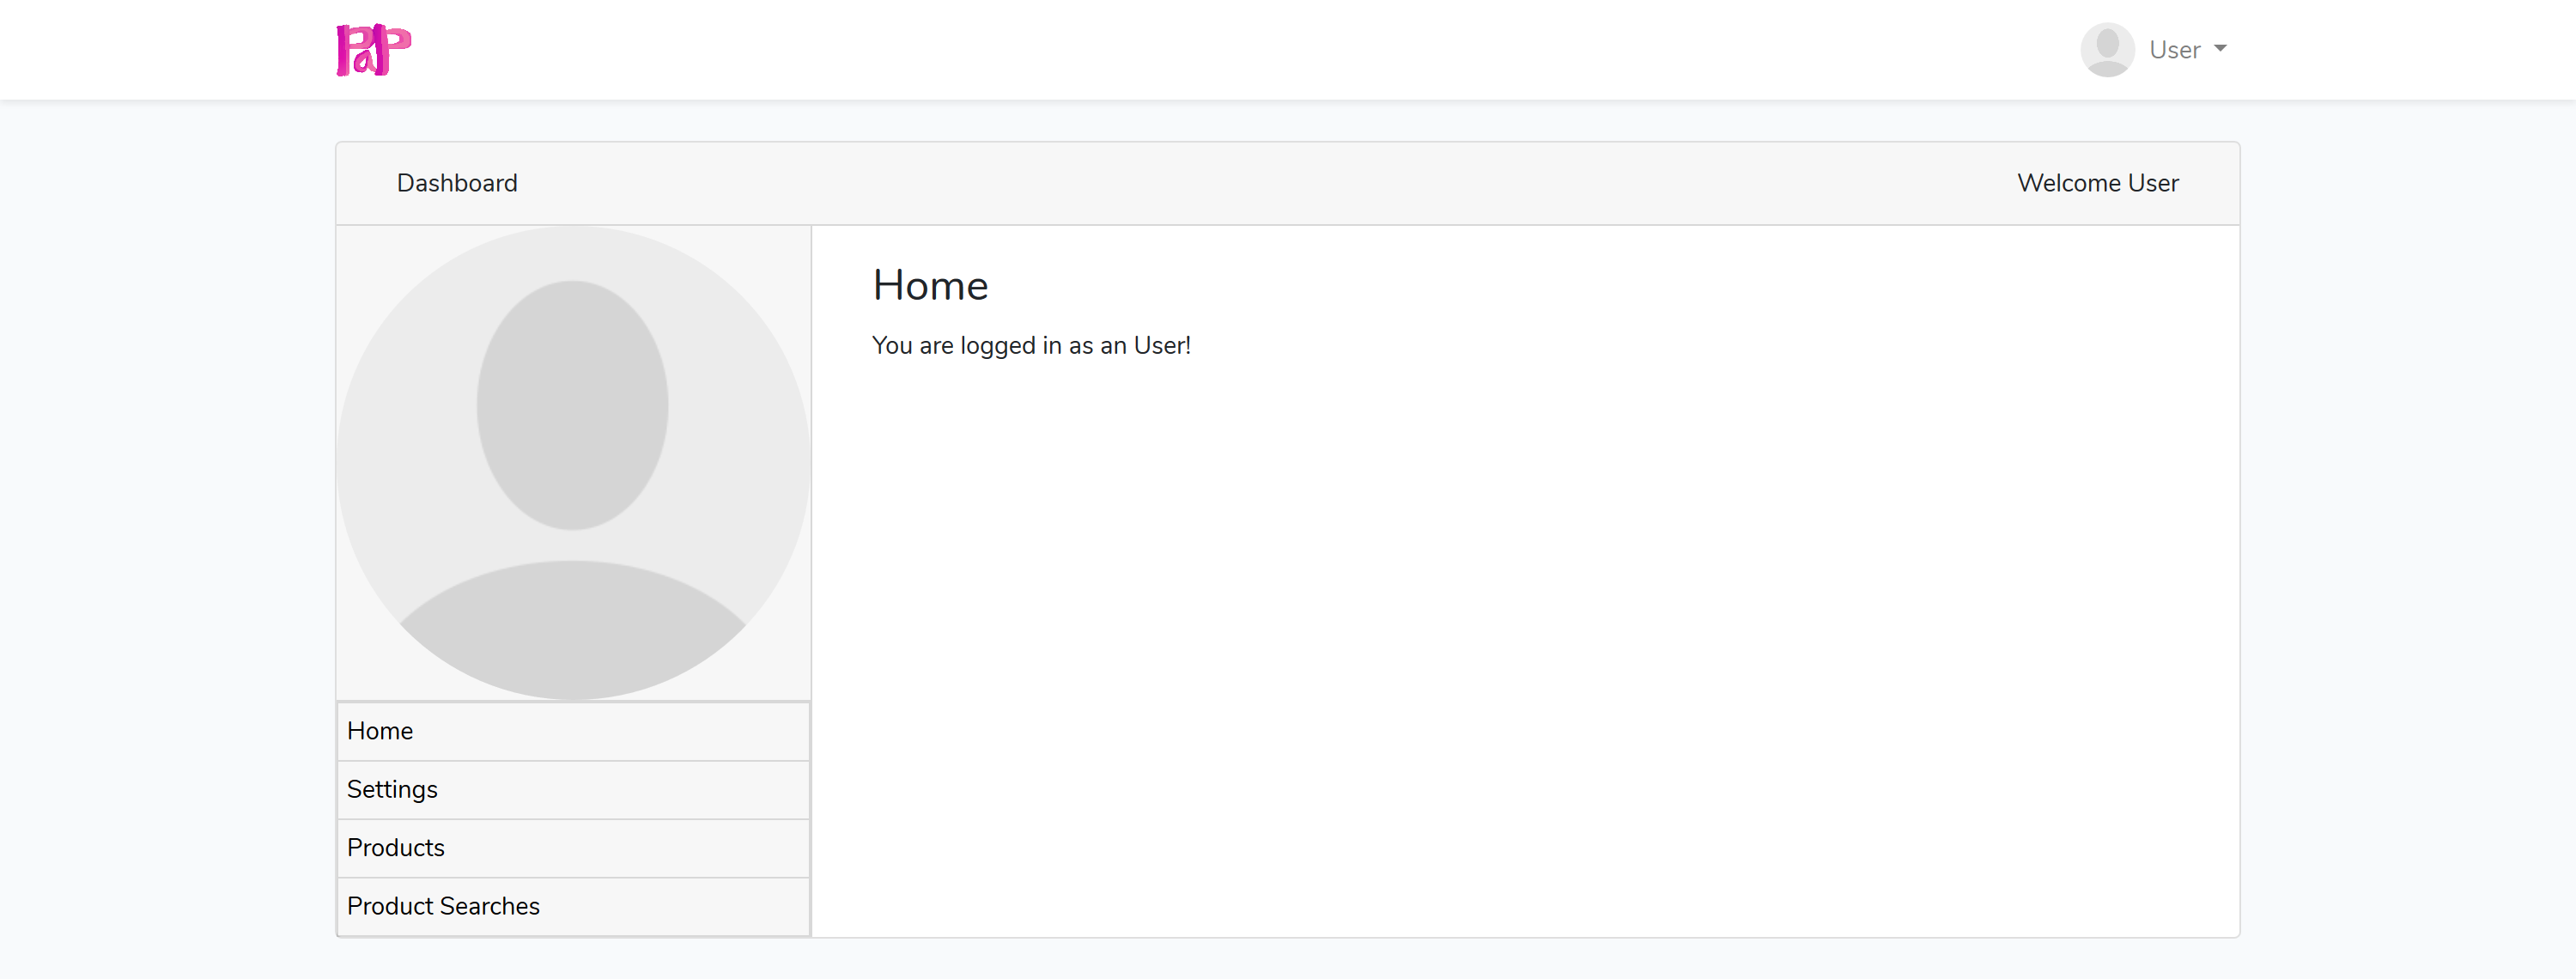 PaP
User
Dashboard
Welcome User
Home
You are logged in as an User!
Home
Settings
Products
Product Searches